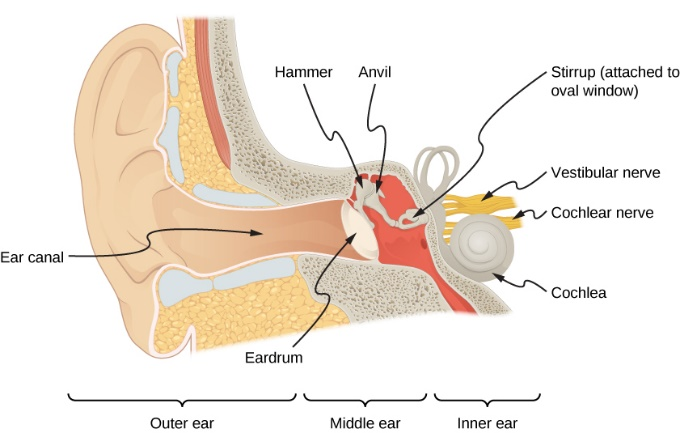 Hammer
Anvil
Stirrup (attached to
oval window)
Vestibular nerve
Cochlear nerve
Ear canal
Cochlea
Eardrum
Outer ear
Middle ear
Inner ear